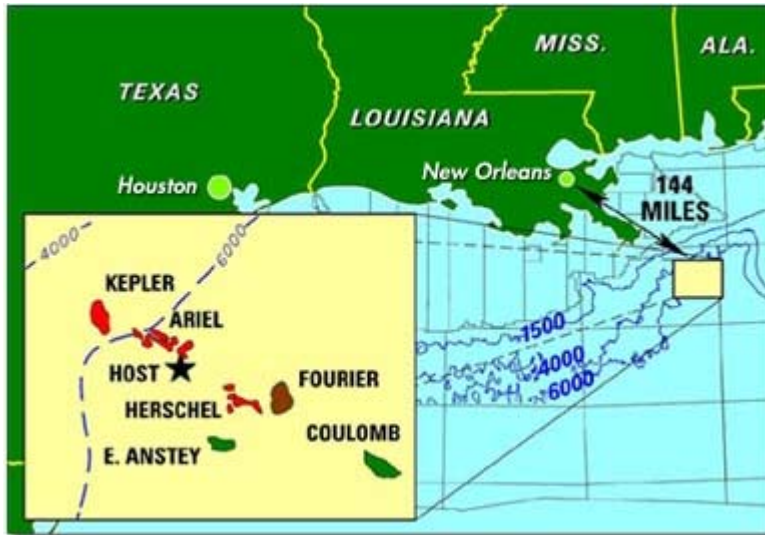 MISS.
ALA.
TEXAS
LOUISIANA
Houston
New Orleans
144
MILES
4000
6000
KEPLER
ARIEL
HOST
HERSCHEL
FOURIER
E. ANSTEY
COULOMB
1500
4000
6000